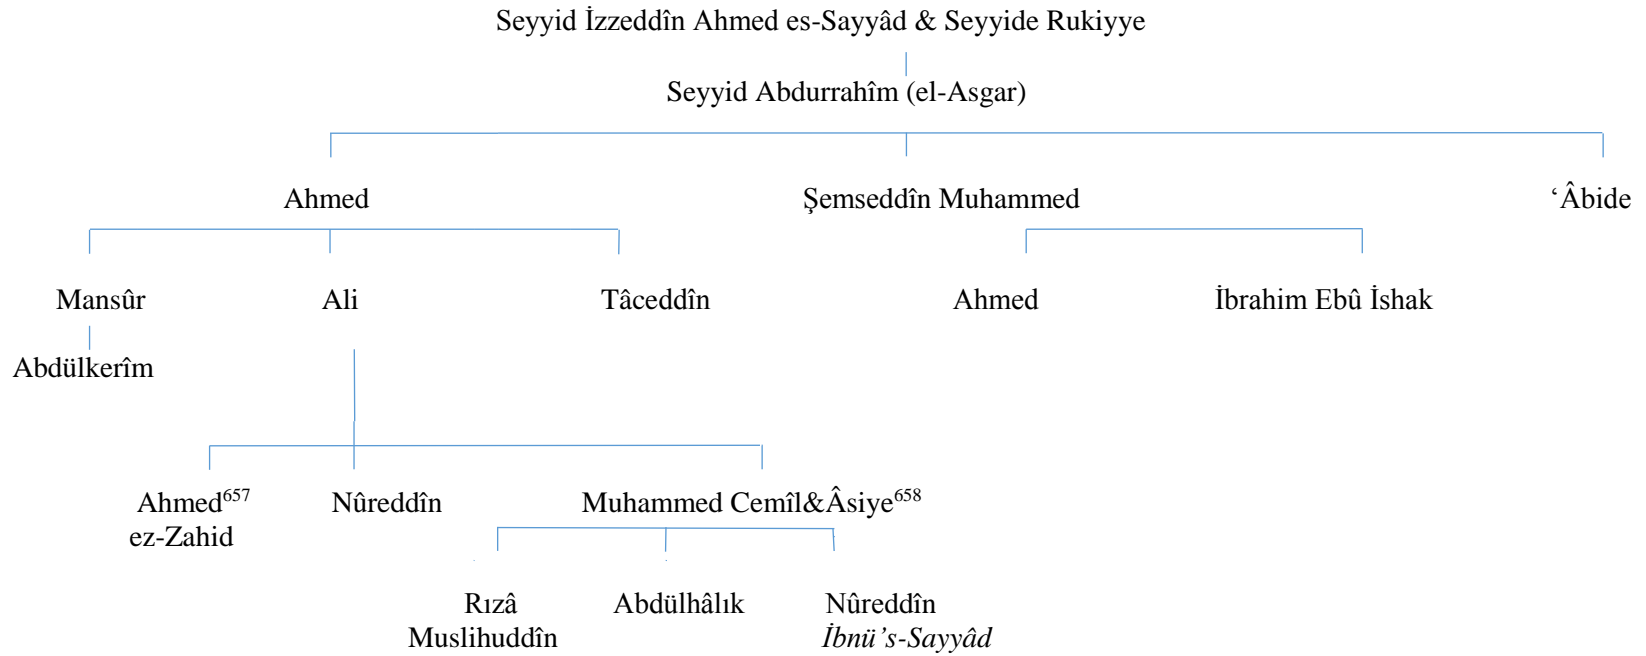 Seyyid İzzeddîn Ahmed es-Sayyâd & Seyyide Rukiyye
Seyyid Abdurrahîm (el-Asgar)
Ahmed Şemseddîn Muhammed ‘Âbide
Mansûr Ali Tâceddîn Ahmed İbrahim Ebû İshak
Abdülkerîm
Ahmed657 Nûreddîn Muhammed Cemîl&Âsiye658
ez-Zahid
Rızâ Abdülhâlık Nûreddîn
Muslihuddîn İbnü’s-Sayyâd